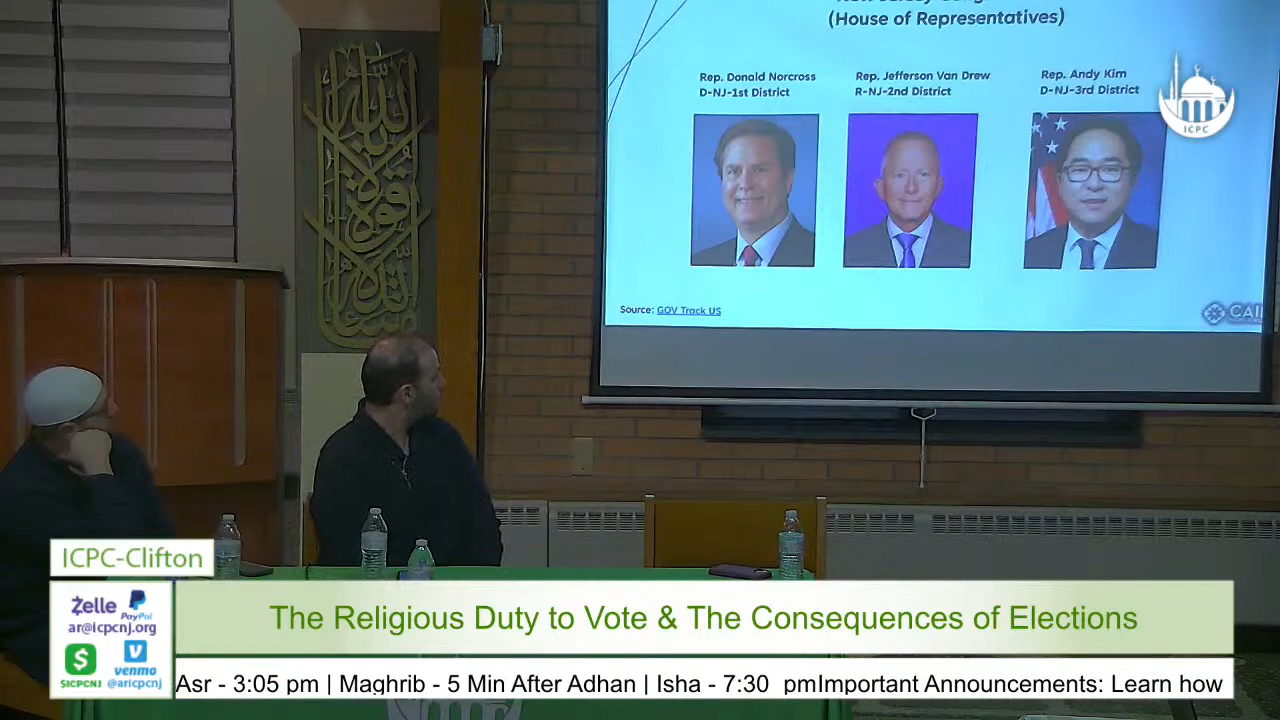 (House of Representatives)
Rep. Donald Norcross
D-NJ-1st District
Rep. Jefferson Van Drew
R-NJ-2nd District
Rep. Andy Kim
D-NJ-3rd District
ICPC
Source: GOV Track US
ICPC-Clifton
Zelle
PayPal
ar@icpcnj.org
$
venmo
$ICPCNJ
@aricpcnj
The Religious Duty to Vote & The Consequences of Elections
Asr - 3:05 pm | Maghrib - 5 Min After Adhan | Isha - 7:30 pmImportant Announcements: Learn how